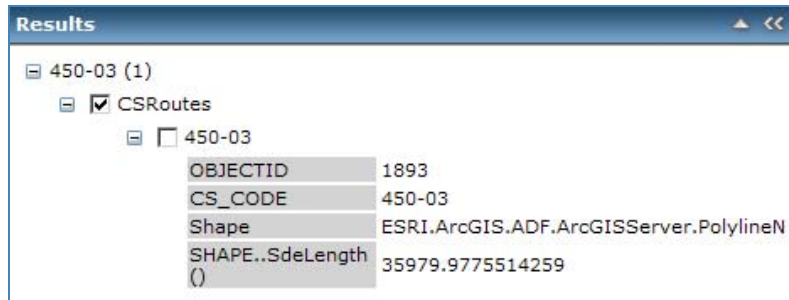 Results
450-03 (1)
CSRoutes
450-03
OBJECTID 1893
CS_CODE 450-03
Shape ESRI.ArcGIS.ADF.ArcGISServer.PolylineN
SHAPE..SdeLength
() 35979.9775514259